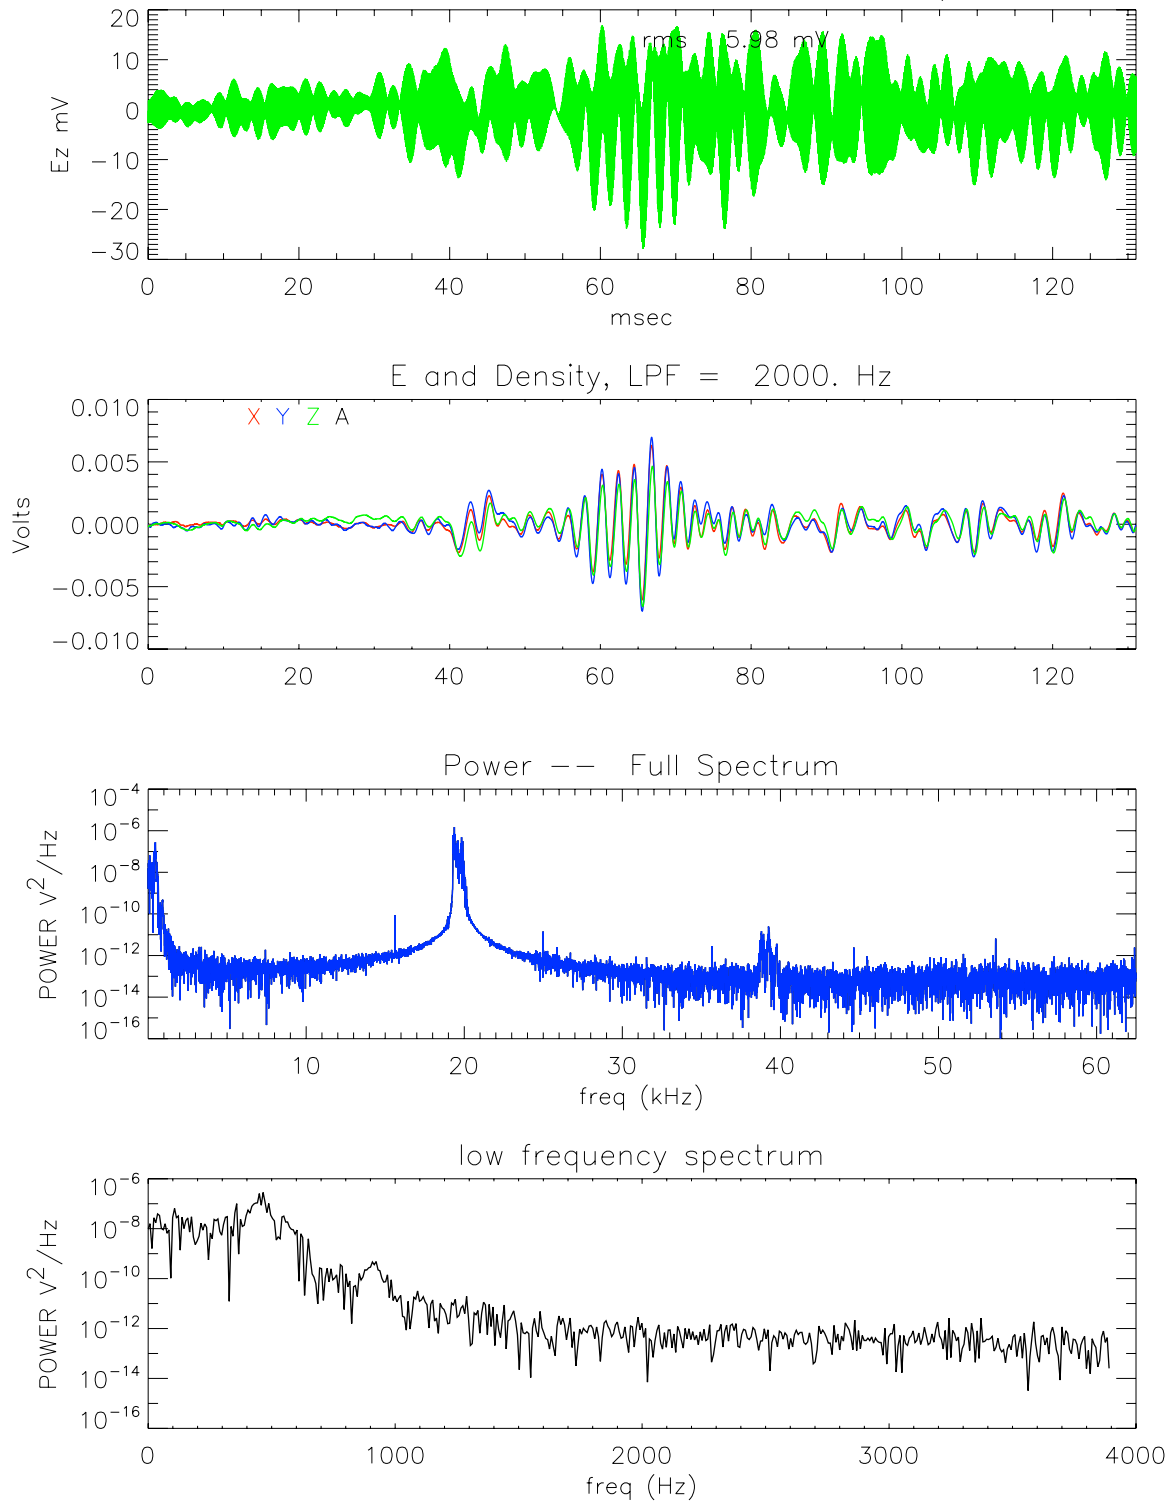 20
10
0
−10
−20
−30
Ez mV
rms 5.98 mV
0 20 40 60 80 100 120
msec
E and Density, LPF = 2000. Hz
0.010
0.005
0.000
−0.005
−0.010
Volts
X Y Z A
0 20 40 60 80 100 120
Power −− Full Spectrum
10⁻⁴
10⁻⁶
10⁻⁸
10⁻¹⁰
10⁻¹²
10⁻¹⁴
10⁻¹⁶
POWER V²/Hz
10 20 30 40 50 60
freq (kHz)
low frequency spectrum
10⁻⁶
10⁻⁸
10⁻¹⁰
10⁻¹²
10⁻¹⁴
10⁻¹⁶
POWER V²/Hz
0 1000 2000 3000 4000
freq (Hz)